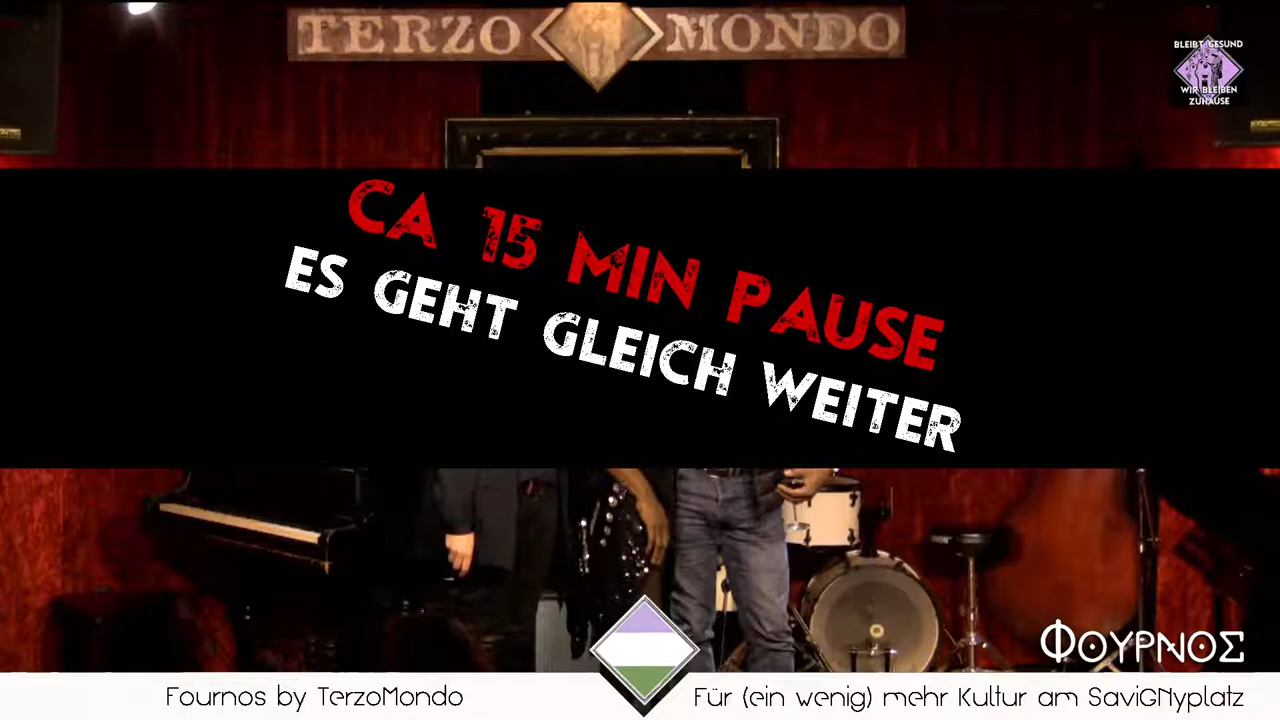 TERZO MONDO
BLEIBT GESUND
WIR BLEIBEN
ZUHAUSE
CA 15 MIN PAUSE
ES GEHT GLEICH WEITER
ΦΟΥΡΝΟΣ
Fournos by TerzoMondo
Für (ein wenig) mehr Kultur am SaviGNyplatz